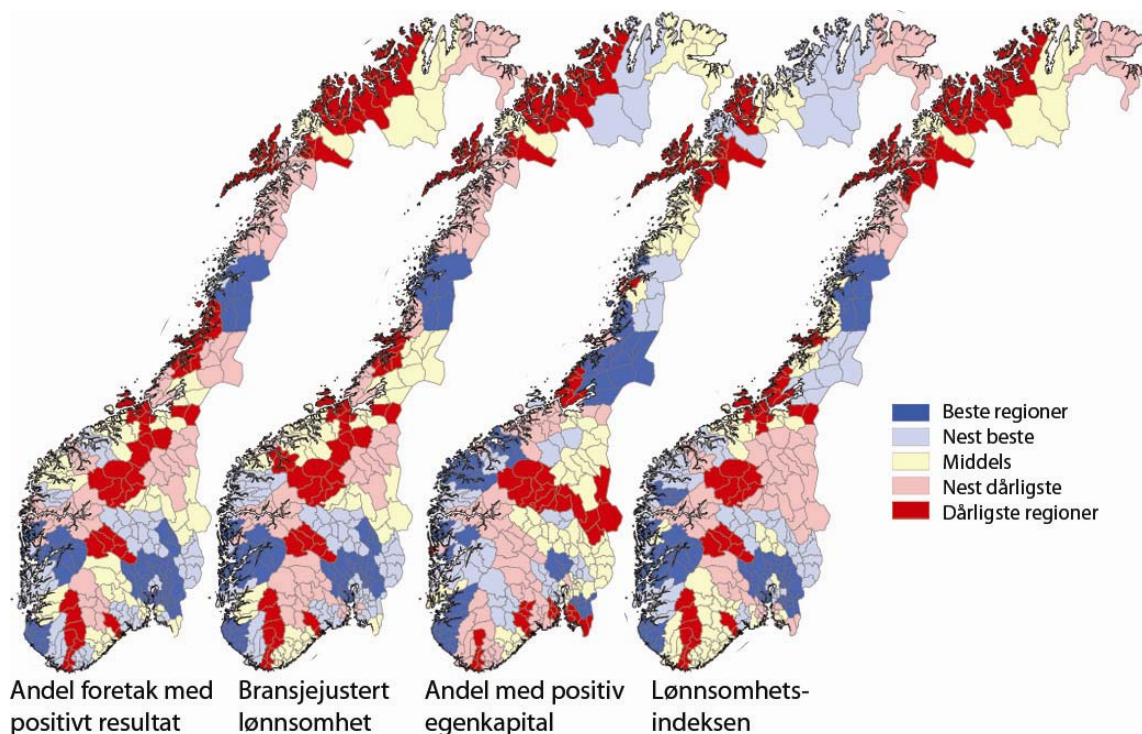 Beste regioner
Nest beste
Middels
Nest dårligste
Dårligste regioner
Andel foretak med
positivt resultat
Bransjejustert
lønnsomhet
Andel med positiv
egenkapital
Lønnsomhets-
indeksen